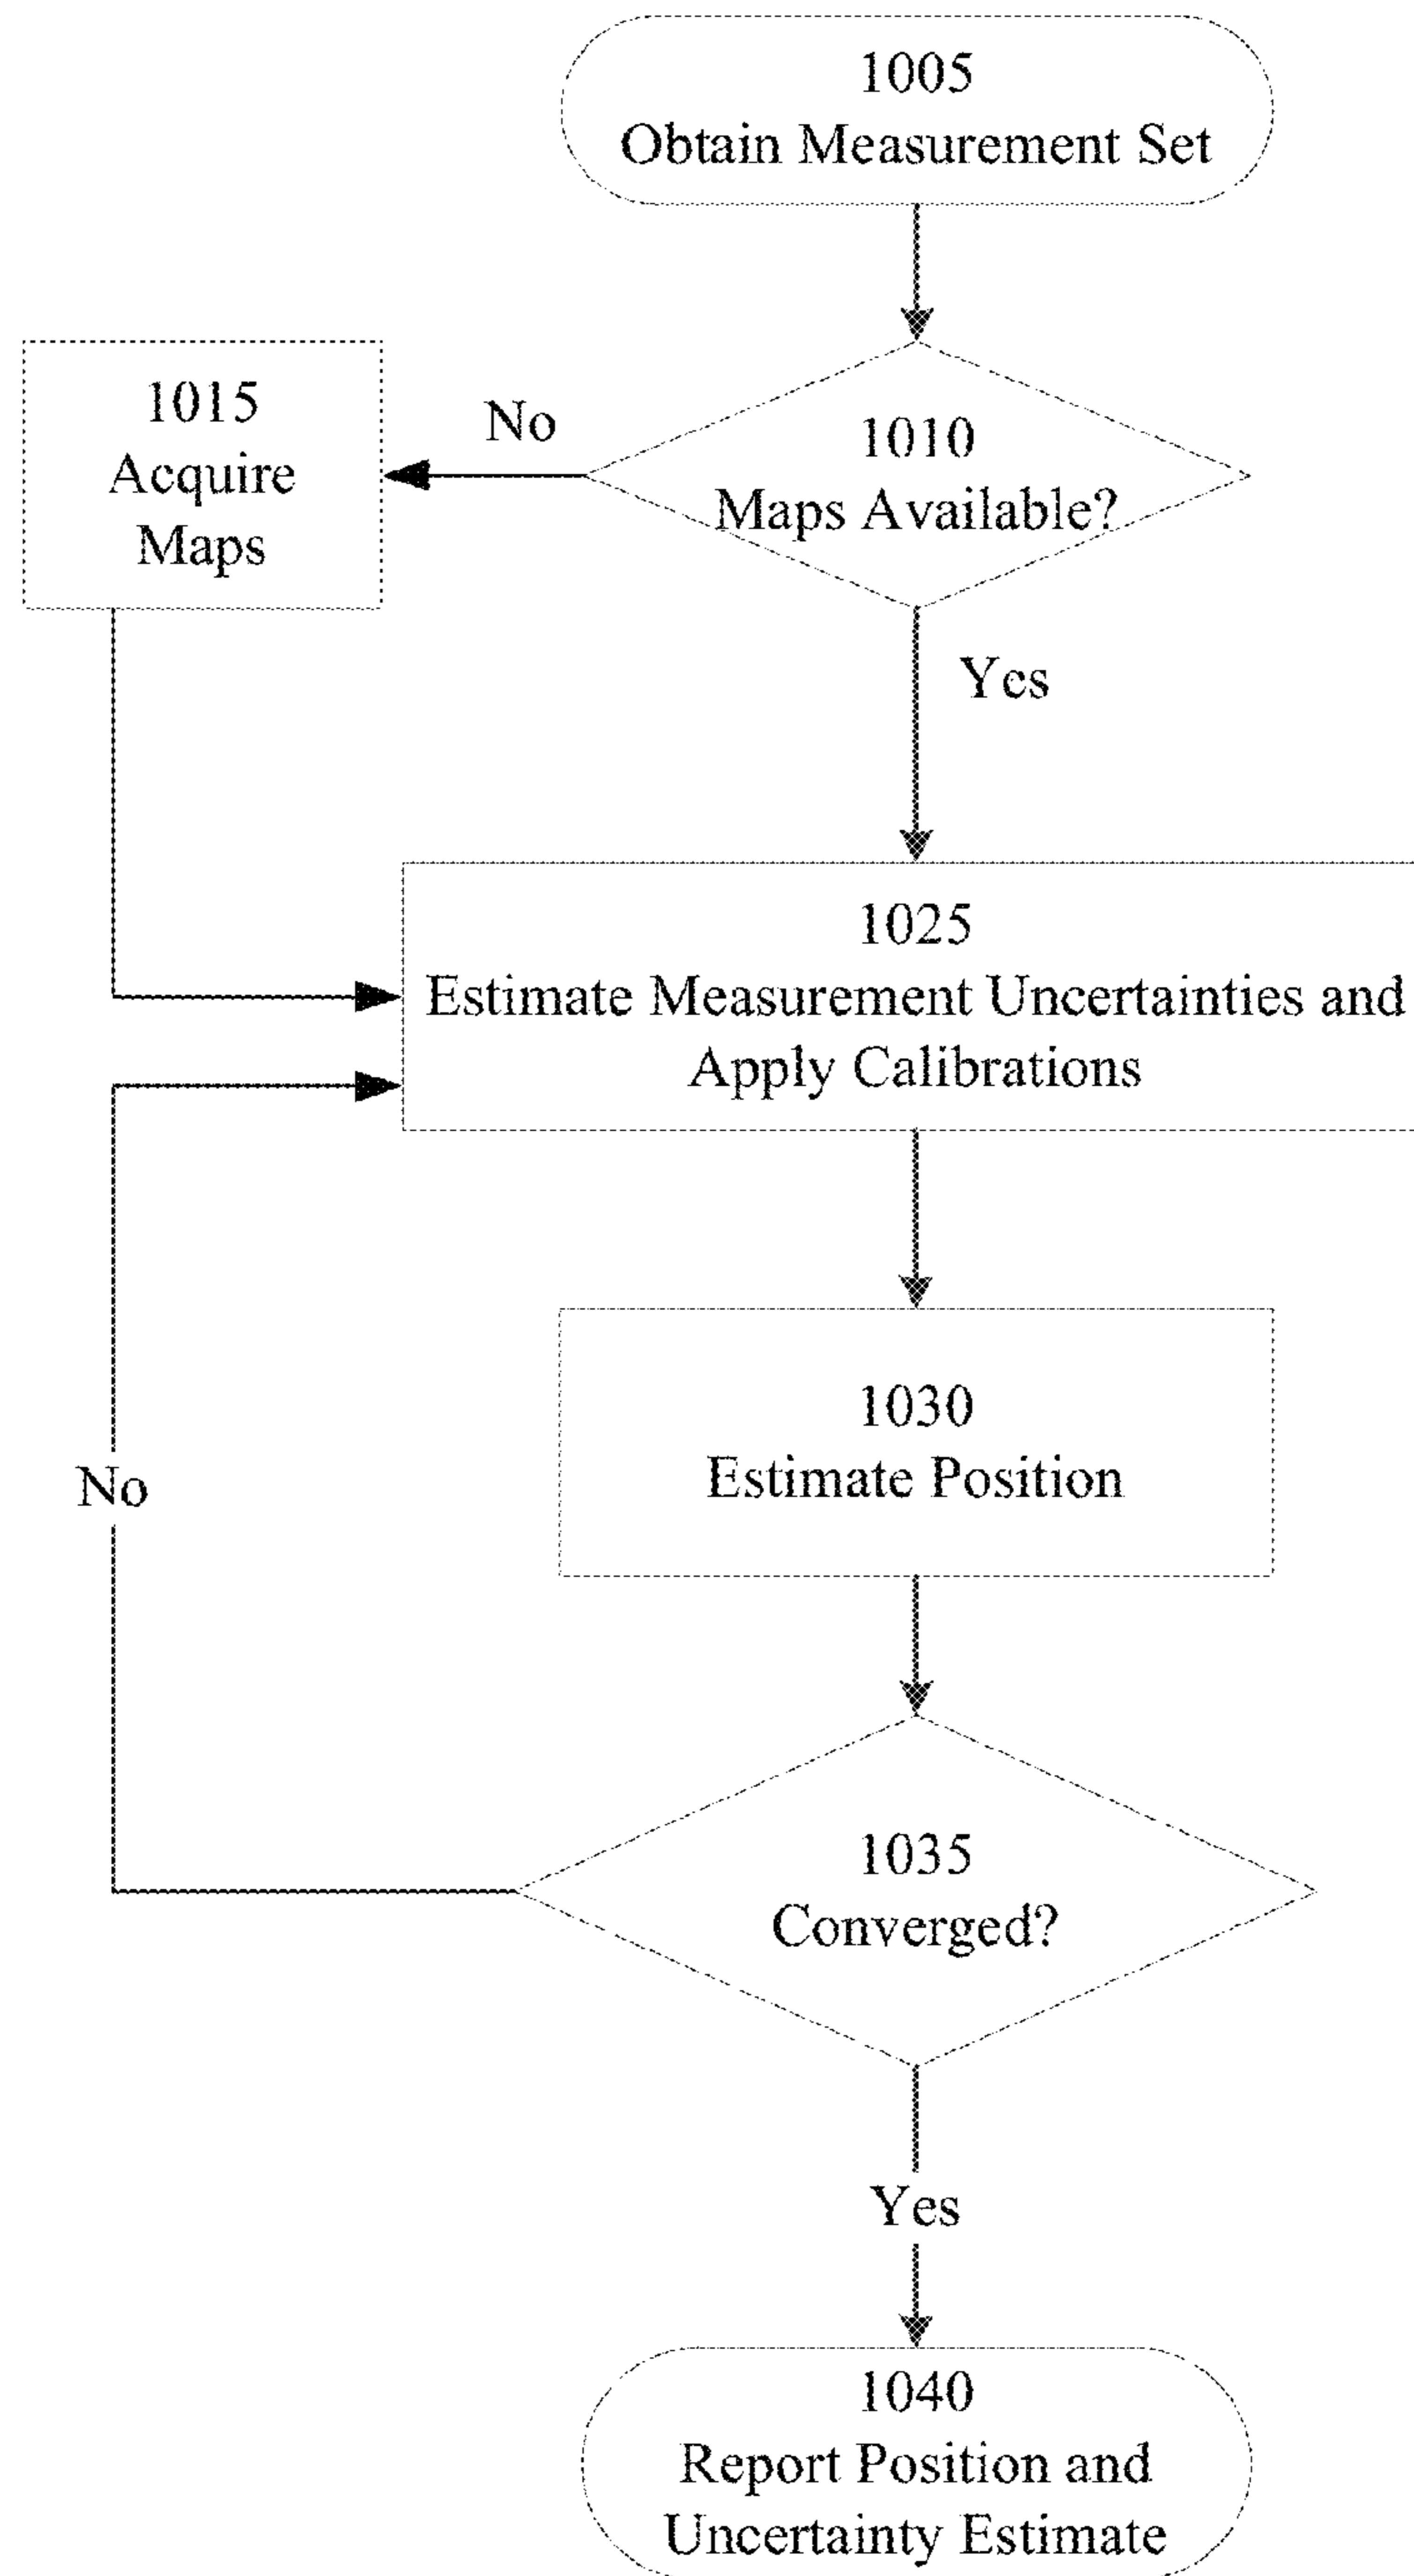 1005
Obtain Measurement Set
1015
Acquire
Maps
No
1010
Maps Available?
Yes
1025
Estimate Measurement Uncertainties and
Apply Calibrations
1030
Estimate Position
No
1035
Converged?
Yes
1040
Report Position and
Uncertainty Estimate